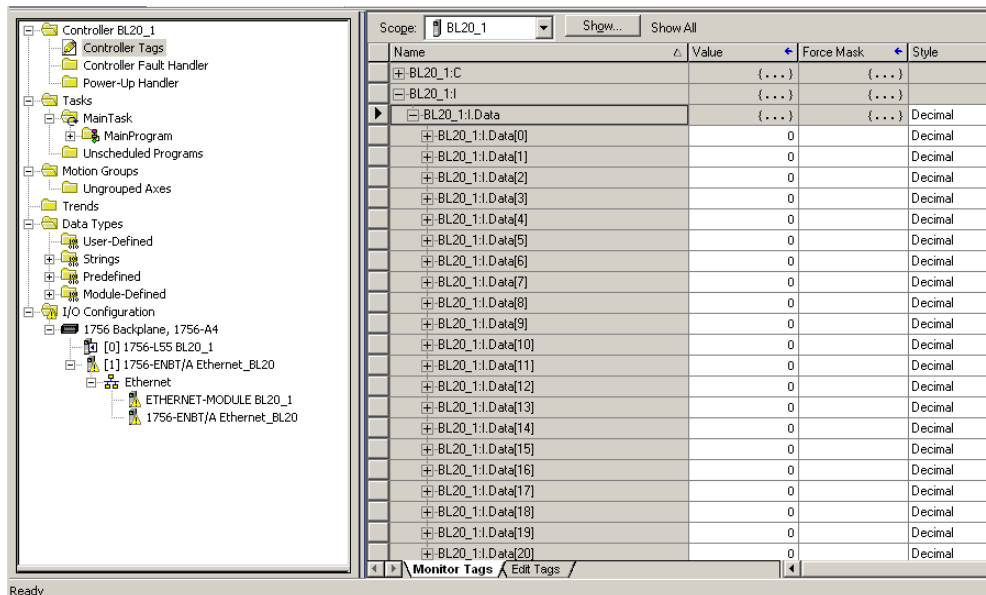 Controller BL20_1
Controller Tags
Controller Fault Handler
Power-Up Handler
Tasks
MainTask
MainProgram
Unscheduled Programs
Motion Groups
Ungrouped Axes
Trends
Data Types
User-Defined
Strings
Predefined
Module-Defined
I/O Configuration
1756 Backplane, 1756-A4
[0] 1756-L55 BL20_1
[1] 1756-ENBT/A Ethernet_BL20
Ethernet
ETHERNET-MODULE BL20_1
1756-ENBT/A Ethernet_BL20
Scope: BL20_1 Show... Show All
Name Value Force Mask Style
BL20_1:C {...} {...}
BL20_1:I {...} {...}
BL20_1:I.Data {...} {...} Decimal
BL20_1:I.Data[0] 0 Decimal
BL20_1:I.Data[1] 0 Decimal
BL20_1:I.Data[2] 0 Decimal
BL20_1:I.Data[3] 0 Decimal
BL20_1:I.Data[4] 0 Decimal
BL20_1:I.Data[5] 0 Decimal
BL20_1:I.Data[6] 0 Decimal
BL20_1:I.Data[7] 0 Decimal
BL20_1:I.Data[8] 0 Decimal
BL20_1:I.Data[9] 0 Decimal
BL20_1:I.Data[10] 0 Decimal
BL20_1:I.Data[11] 0 Decimal
BL20_1:I.Data[12] 0 Decimal
BL20_1:I.Data[13] 0 Decimal
BL20_1:I.Data[14] 0 Decimal
BL20_1:I.Data[15] 0 Decimal
BL20_1:I.Data[16] 0 Decimal
BL20_1:I.Data[17] 0 Decimal
BL20_1:I.Data[18] 0 Decimal
BL20_1:I.Data[19] 0 Decimal
BL20_1:I.Data[20] 0 Decimal
Monitor Tags Edit Tags
Ready